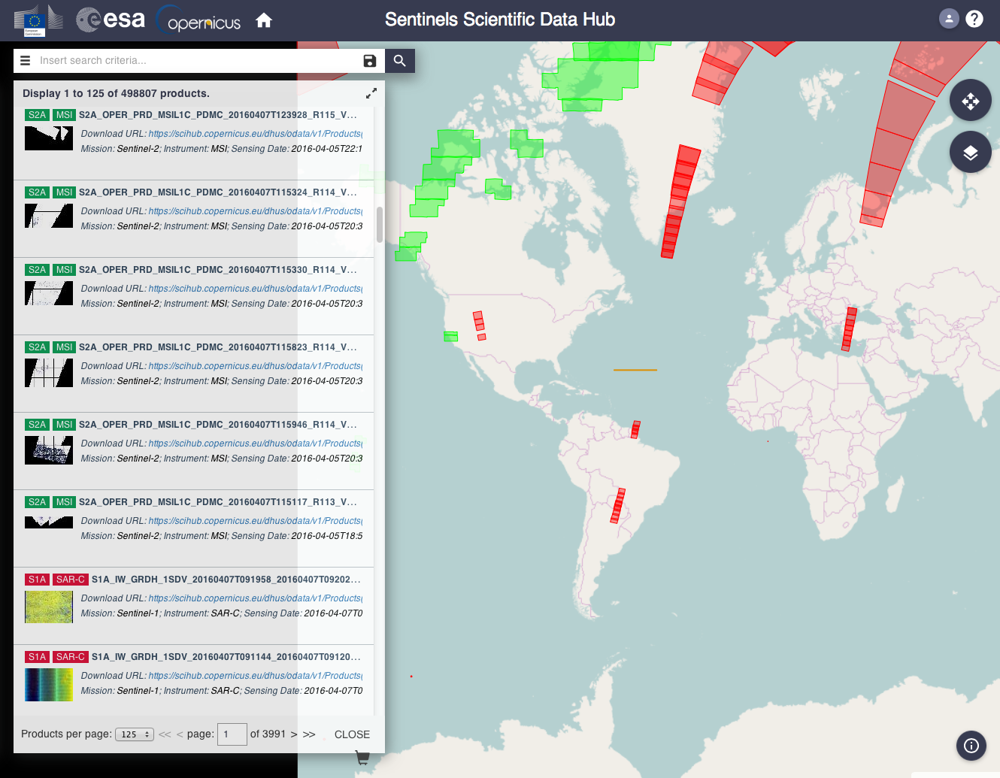 European
Commission
esa
opernicus
Sentinels Scientific Data Hub
?
Insert search criteria...
Display 1 to 125 of 498807 products.
S2A MSI S2A_OPER_PRD_MSIL1C_PDMC_20160407T123928_R115_V...
Download URL: https://scihub.copernicus.eu/dhus/odata/v1/Products(
Mission: Sentinel-2; Instrument: MSI; Sensing Date: 2016-04-05T22:1
S2A MSI S2A_OPER_PRD_MSIL1C_PDMC_20160407T115324_R114_V...
Download URL: https://scihub.copernicus.eu/dhus/odata/v1/Products(
Mission: Sentinel-2; Instrument: MSI; Sensing Date: 2016-04-05T20:3
S2A MSI S2A_OPER_PRD_MSIL1C_PDMC_20160407T115330_R114_V...
Download URL: https://scihub.copernicus.eu/dhus/odata/v1/Products(
Mission: Sentinel-2; Instrument: MSI; Sensing Date: 2016-04-05T20:3
S2A MSI S2A_OPER_PRD_MSIL1C_PDMC_20160407T115823_R114_V...
Download URL: https://scihub.copernicus.eu/dhus/odata/v1/Products(
Mission: Sentinel-2; Instrument: MSI; Sensing Date: 2016-04-05T20:3
S2A MSI S2A_OPER_PRD_MSIL1C_PDMC_20160407T115946_R114_V...
Download URL: https://scihub.copernicus.eu/dhus/odata/v1/Products(
Mission: Sentinel-2; Instrument: MSI; Sensing Date: 2016-04-05T20:3
S2A MSI S2A_OPER_PRD_MSIL1C_PDMC_20160407T115117_R113_V...
Download URL: https://scihub.copernicus.eu/dhus/odata/v1/Products(
Mission: Sentinel-2; Instrument: MSI; Sensing Date: 2016-04-05T18:5
S1A SAR-C S1A_IW_GRDH_1SDV_20160407T091958_20160407T09202...
Download URL: https://scihub.copernicus.eu/dhus/odata/v1/Products(
Mission: Sentinel-1; Instrument: SAR-C; Sensing Date: 2016-04-07T0
S1A SAR-C S1A_IW_GRDH_1SDV_20160407T091144_20160407T09120...
Download URL: https://scihub.copernicus.eu/dhus/odata/v1/Products(
Mission: Sentinel-1; Instrument: SAR-C; Sensing Date: 2016-04-07T0
Products per page: 125 << < page: 1 of 3991 > >> CLOSE